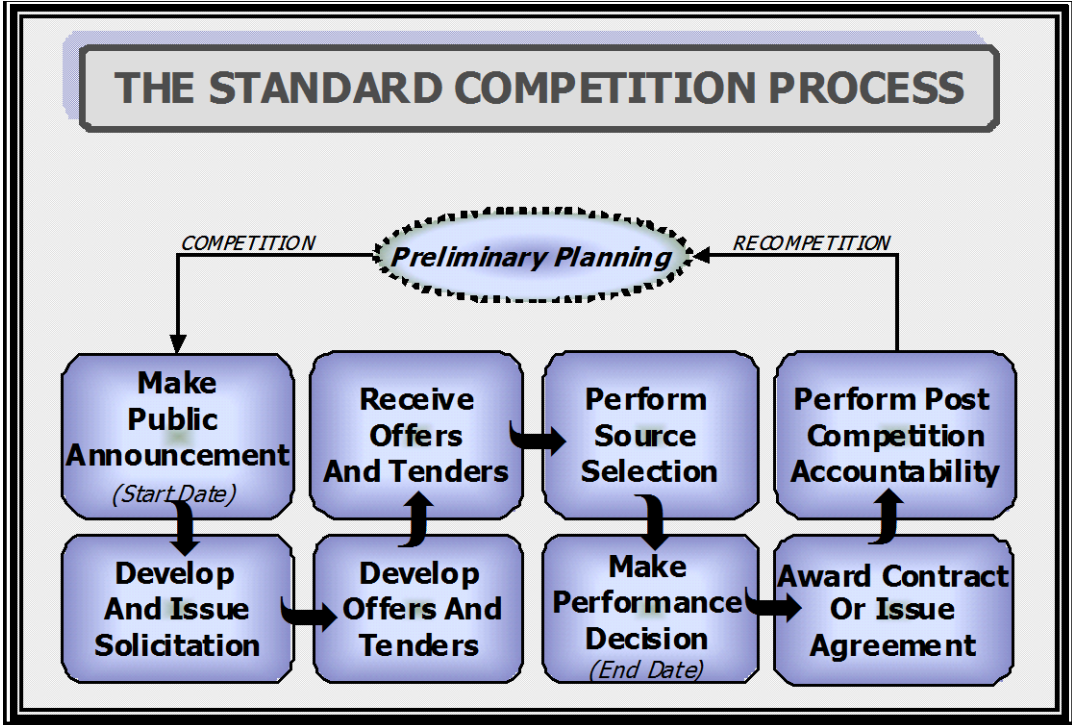 THE STANDARD COMPETITION PROCESS
COMPETITION
Preliminary Planning
RECOMPETITION
Make
Public
Announcement
(Start Date)
Develop
And Issue
Solicitation
Develop
Offers And
Tenders
Receive
Offers
And Tenders
Perform
Source
Selection
Make
Performance
Decision
(End Date)
Award Contract
Or Issue
Agreement
Perform Post
Competition
Accountability